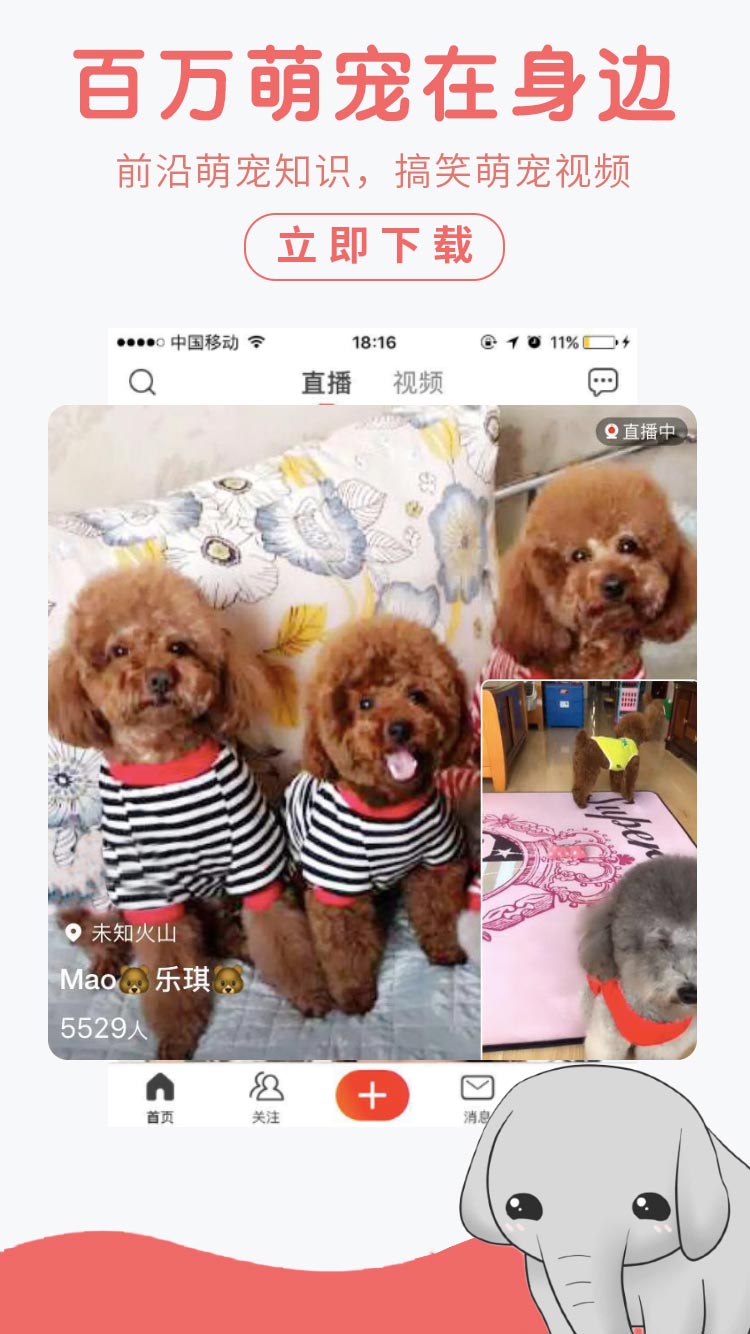 百万萌宠在身边
前沿萌宠知识，搞笑萌宠视频
立即下载
中国移动 18:16 11%
直播 视频
直播中
Super
未知火山
Mao🐻乐琪🐻
5529人
首页 关注 消息